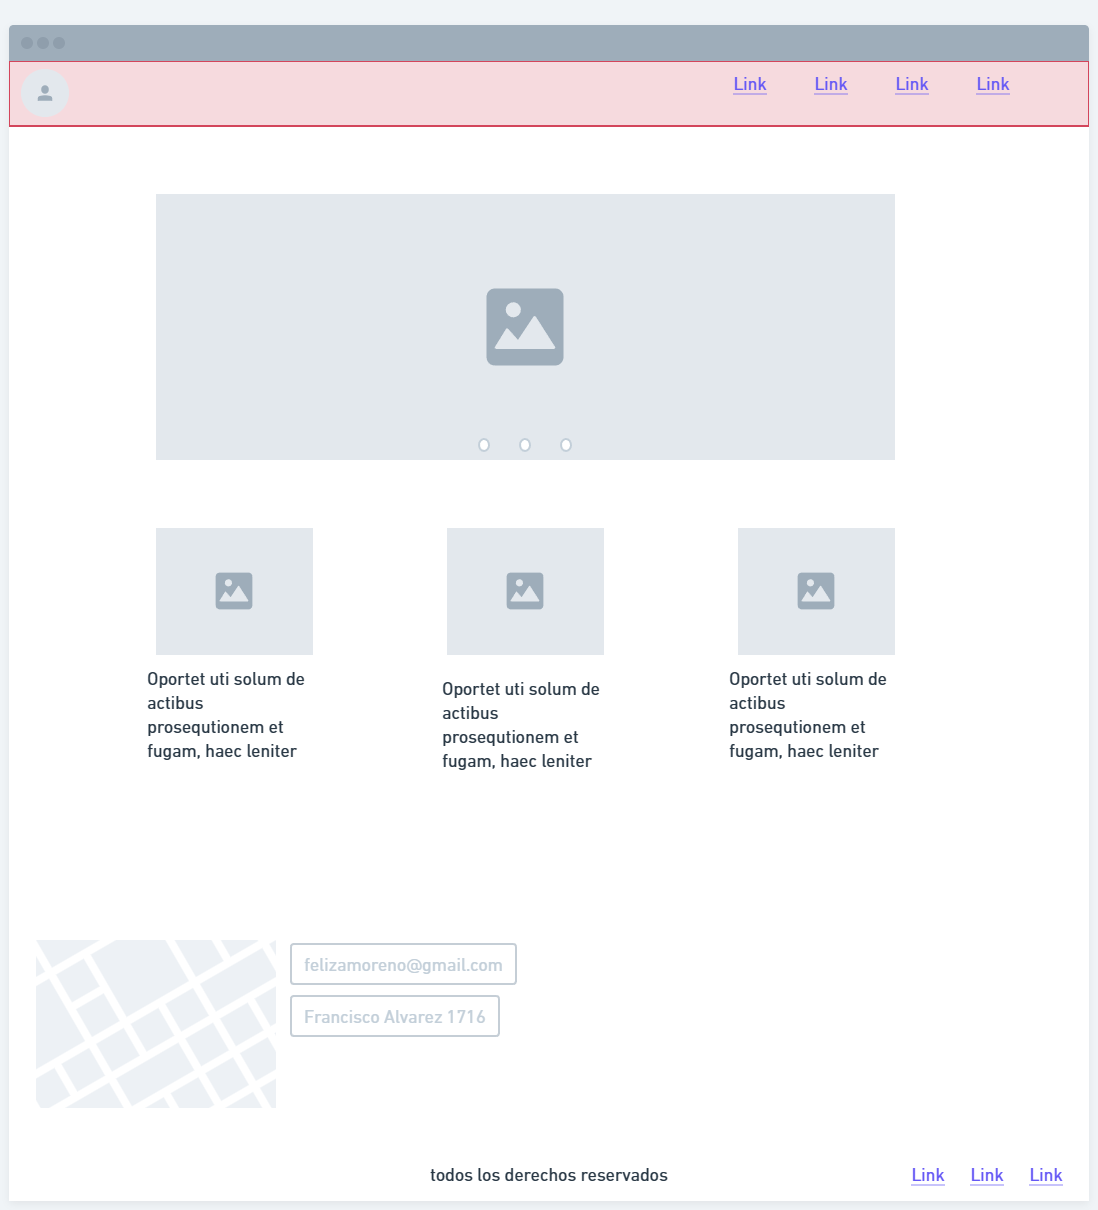 Link Link Link Link
Oportet uti solum de
actibus
prosequtionem et
fugam, haec leniter
Oportet uti solum de
actibus
prosequtionem et
fugam, haec leniter
Oportet uti solum de
actibus
prosequtionem et
fugam, haec leniter
felizamoreno@gmail.com
Francisco Alvarez 1716
todos los derechos reservados
Link Link Link